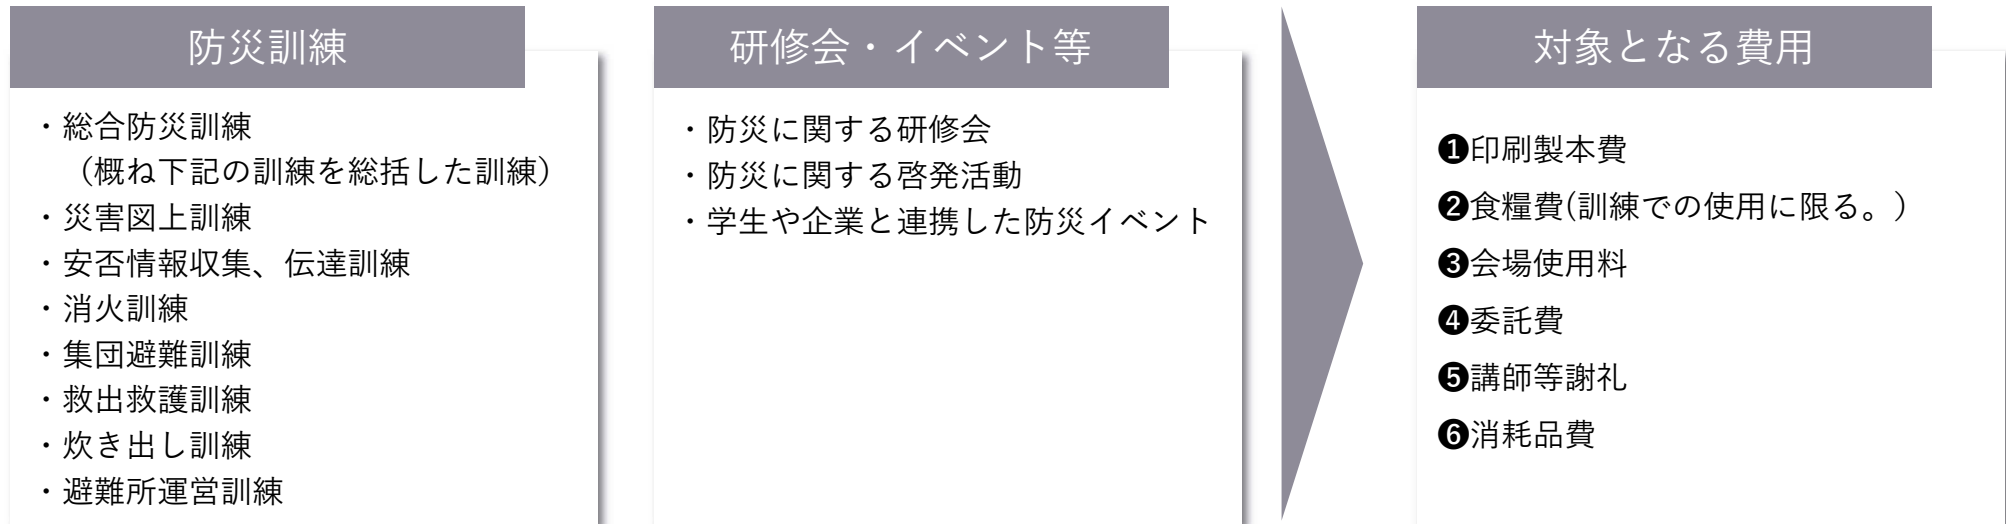 防災訓練
・総合防災訓練
（概ね下記の訓練を総括した訓練）
・災害図上訓練
・安否情報収集、伝達訓練
・消火訓練
・集団避難訓練
・救出救護訓練
・炊き出し訓練
・避難所運営訓練
研修会・イベント等
・防災に関する研修会
・防災に関する啓発活動
・学生や企業と連携した防災イベント
対象となる費用
❶印刷製本費
❷食糧費(訓練での使用に限る。）
❸会場使用料
❹委託費
❺講師等謝礼
❻消耗品費